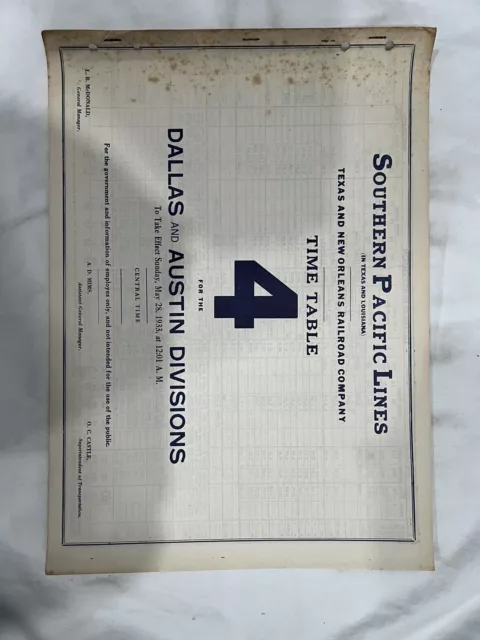 SOUTHERN PACIFIC LINES
(IN TEXAS AND LOUISIANA)
TEXAS AND NEW ORLEANS RAILROAD COMPANY
TIME TABLE
4
FOR THE
DALLAS AND AUSTIN DIVISIONS
To Take Effect Sunday, May 28, 1933, at 12:01 A. M.
CENTRAL TIME
For the government and information of employes only, and not intended for the use of the public.
L. B. McDONALD,
General Manager.
A. D. MIMS,
Assistant General Manager.
O. C. CASTLE,
Superintendent of Transportation.